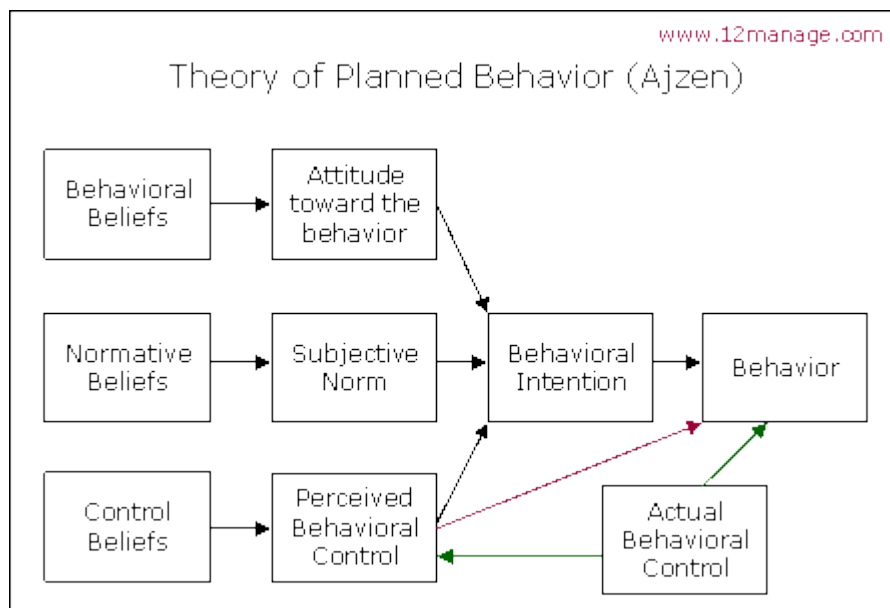 www.12manage.com
Theory of Planned Behavior (Ajzen)
Behavioral
Beliefs
Attitude
toward the
behavior
Normative
Beliefs
Subjective
Norm
Behavioral
Intention
Behavior
Control
Beliefs
Perceived
Behavioral
Control
Actual
Behavioral
Control